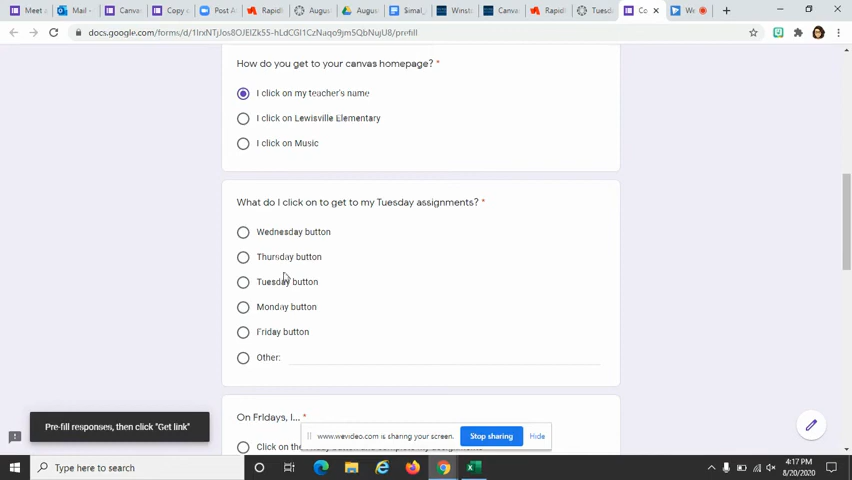 Meet
Mail -
Canva
Copy
Post A
Rapid
Augus
Augus
$imal_
Winst
Canva
Rapid
Tuesda
Co
We
docs.google.com/forms/d/1IrxNTjJos8OJEIZk55-hLdCGl1CzNaqo9jm5QbNujU8/prefill
How do you get to your canvas homepage? *
I click on my teacher's name
I click on Lewisville Elementary
I click on Music
What do I click on to get to my Tuesday assignments? *
Wednesday button
Thursday button
Tuesday button
Monday button
Friday button
Other:
Pre-fill responses, then click "Get link"
On Fridays, I... *
www.wevideo.com is sharing your screen.
Stop sharing
Hide
Click on the
Type here to search
4:17 PM
8/20/2020